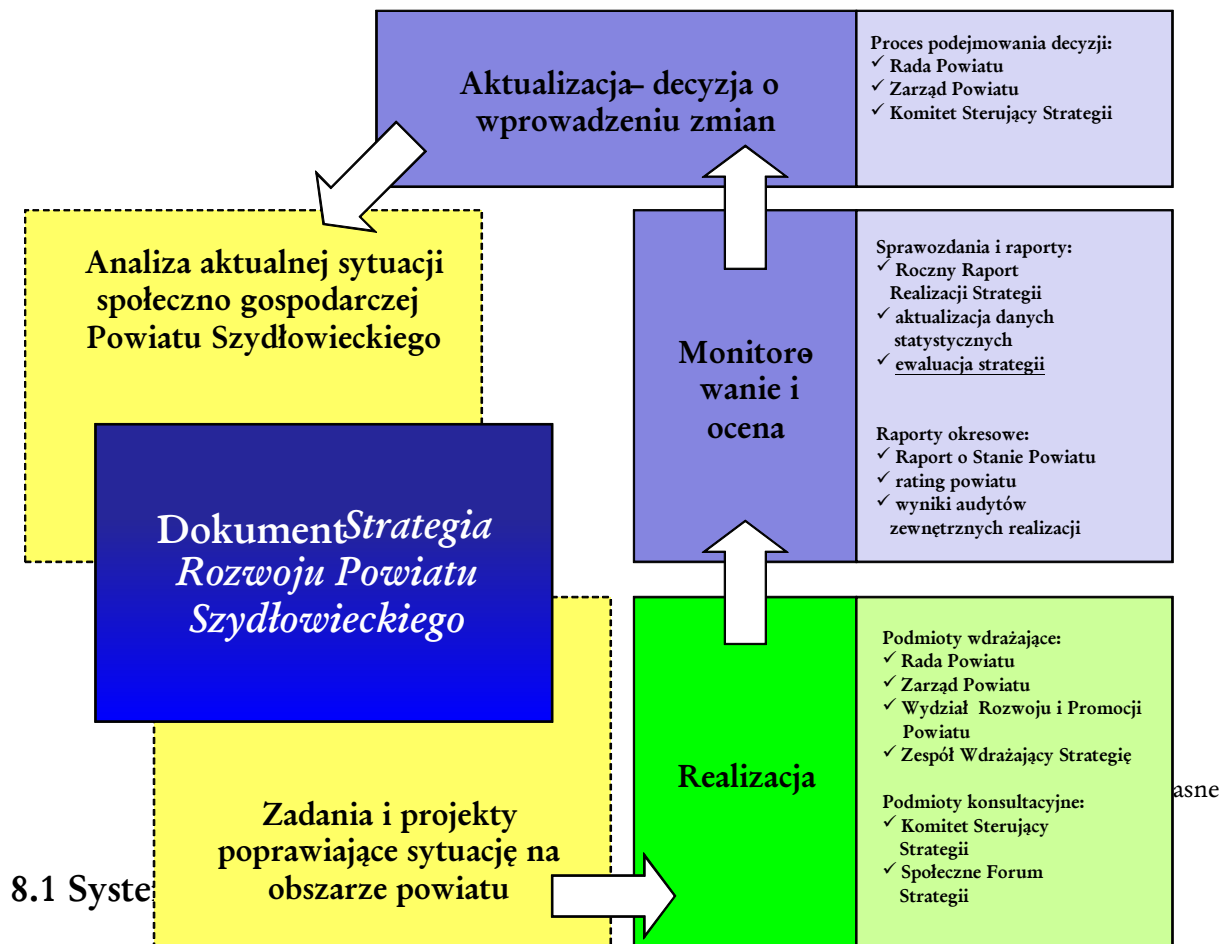 Aktualizacja– decyzja o
wprowadzeniu zmian
Proces podejmowania decyzji:
✓ Rada Powiatu
✓ Zarząd Powiatu
✓ Komitet Sterujący Strategii
Analiza aktualnej sytuacji
społeczno gospodarczej
Powiatu Szydłowieckiego
Monitoro-
wanie i
ocena
Sprawozdania i raporty:
✓ Roczny Raport
Realizacji Strategii
✓ aktualizacja danych
statystycznych
✓ ewaluacja strategii
Raporty okresowe:
✓ Raport o Stanie Powiatu
✓ rating powiatu
✓ wyniki audytów
zewnętrznych realizacji
Dokument Strategia
Rozwoju Powiatu
Szydłowieckiego
Zadania i projekty
poprawiające sytuację na
obszarze powiatu
Realizacja
Podmioty wdrażające:
✓ Rada Powiatu
✓ Zarząd Powiatu
✓ Wydział Rozwoju i Promocji
Powiatu
✓ Zespół Wdrażający Strategię
Podmioty konsultacyjne:
✓ Komitet Sterujący
Strategii
✓ Społeczne Forum
Strategii
asne
8.1 Syste